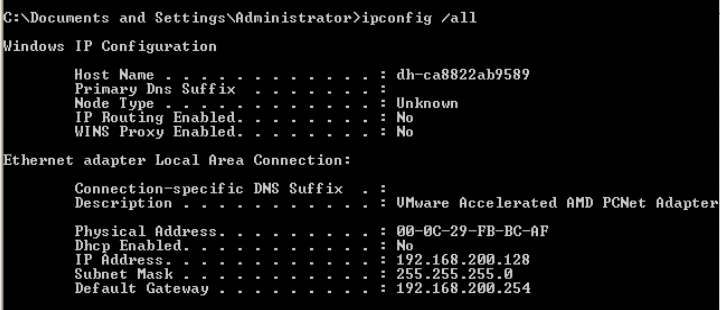 C:\Documents and Settings\Administrator>ipconfig /all
Windows IP Configuration
Host Name . . . . . . . . . . . . : dh-ca8822ab9589
Primary Dns Suffix  . . . . . . . :
Node Type . . . . . . . . . . . . : Unknown
IP Routing Enabled. . . . . . . . : No
WINS Proxy Enabled. . . . . . . . : No
Ethernet adapter Local Area Connection:
Connection-specific DNS Suffix  . :
Description . . . . . . . . . . . : VMware Accelerated AMD PCNet Adapter
Physical Address. . . . . . . . . : 00-0C-29-FB-BC-AF
Dhcp Enabled. . . . . . . . . . . : No
IP Address. . . . . . . . . . . . : 192.168.200.128
Subnet Mask . . . . . . . . . . . : 255.255.255.0
Default Gateway . . . . . . . . . : 192.168.200.254